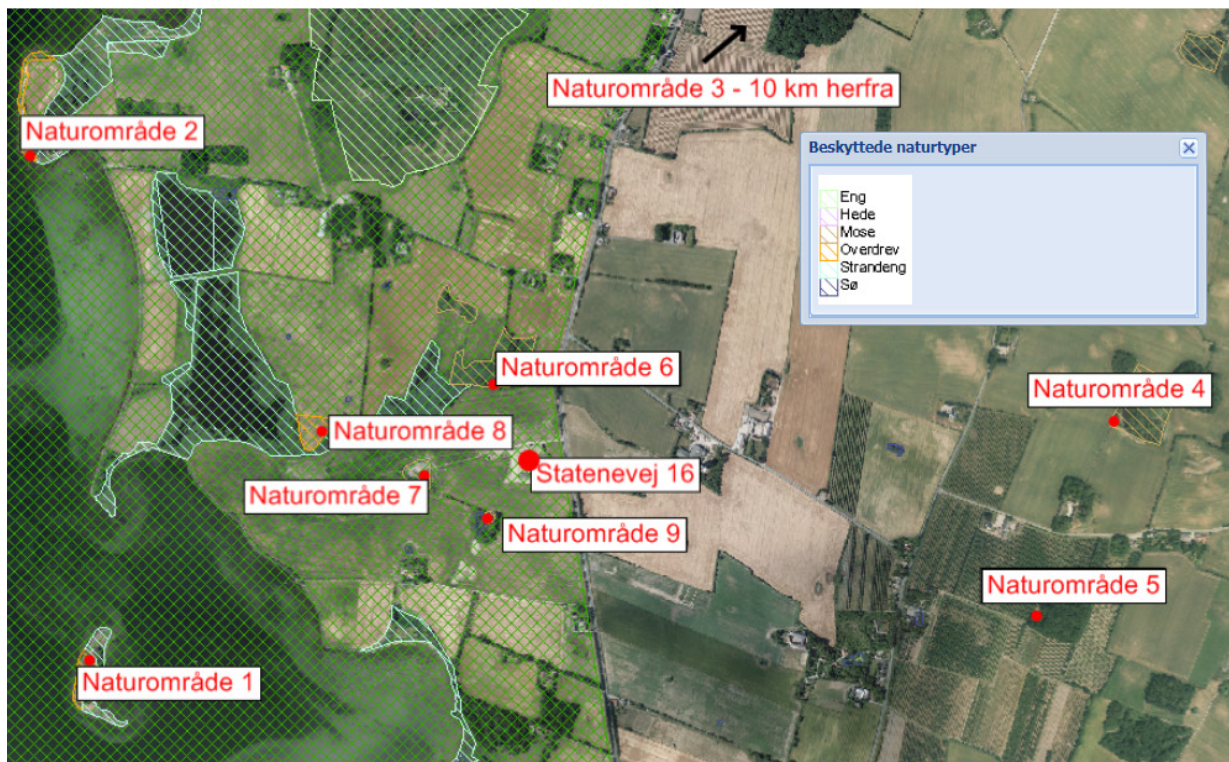 Naturområde 3 - 10 km herfra
Naturområde 2
Beskyttede naturtyper
Eng
Hede
Mose
Overdrev
Strandeng
Sø
Naturområde 6
Naturområde 4
Naturområde 8
Statenevej 16
Naturområde 7
Naturområde 9
Naturområde 5
Naturområde 1